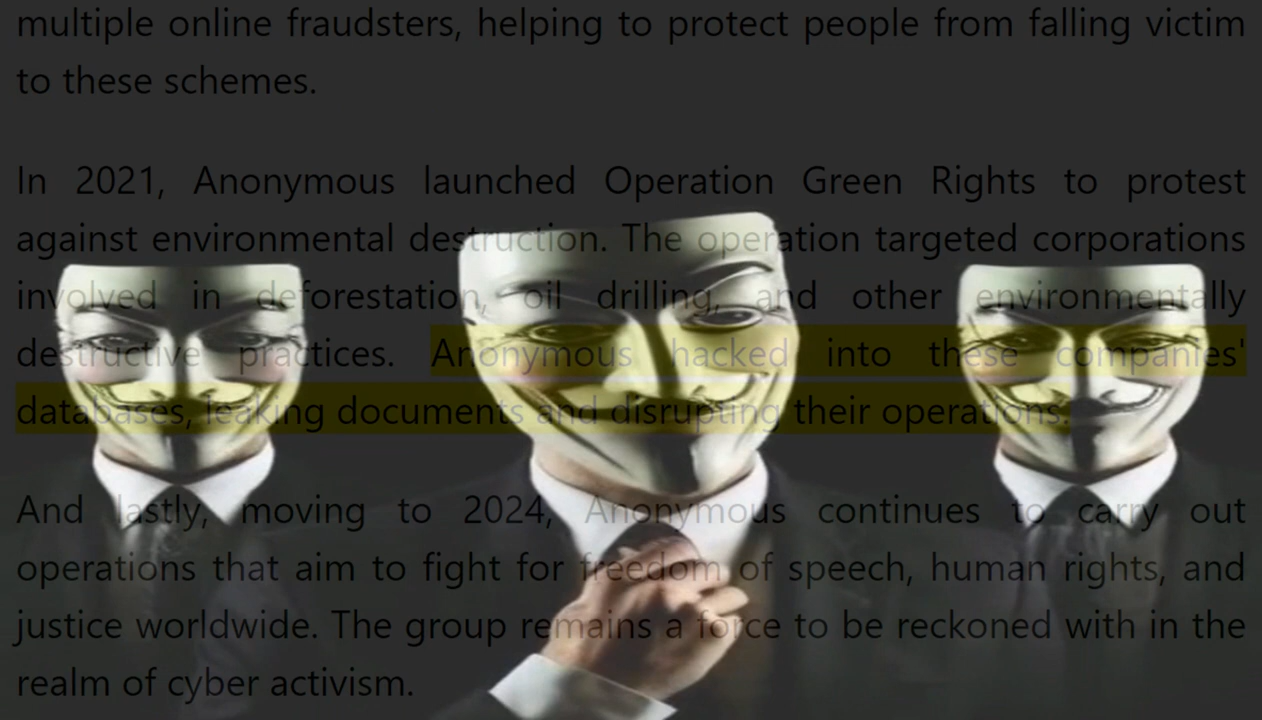 multiple online fraudsters, helping to protect people from falling victim
to these schemes.
In 2021, Anonymous launched Operation Green Rights to protest
against environmental destruction. The operation targeted corporations
involved in deforestation, oil drilling, and other environmentally
destructive practices. Anonymous hacked into these companies'
databases, leaking documents and disrupting their operations.
And lastly, moving to 2024, Anonymous continues to carry out
operations that aim to fight for freedom of speech, human rights, and
justice worldwide. The group remains a force to be reckoned with in the
realm of cyber activism.